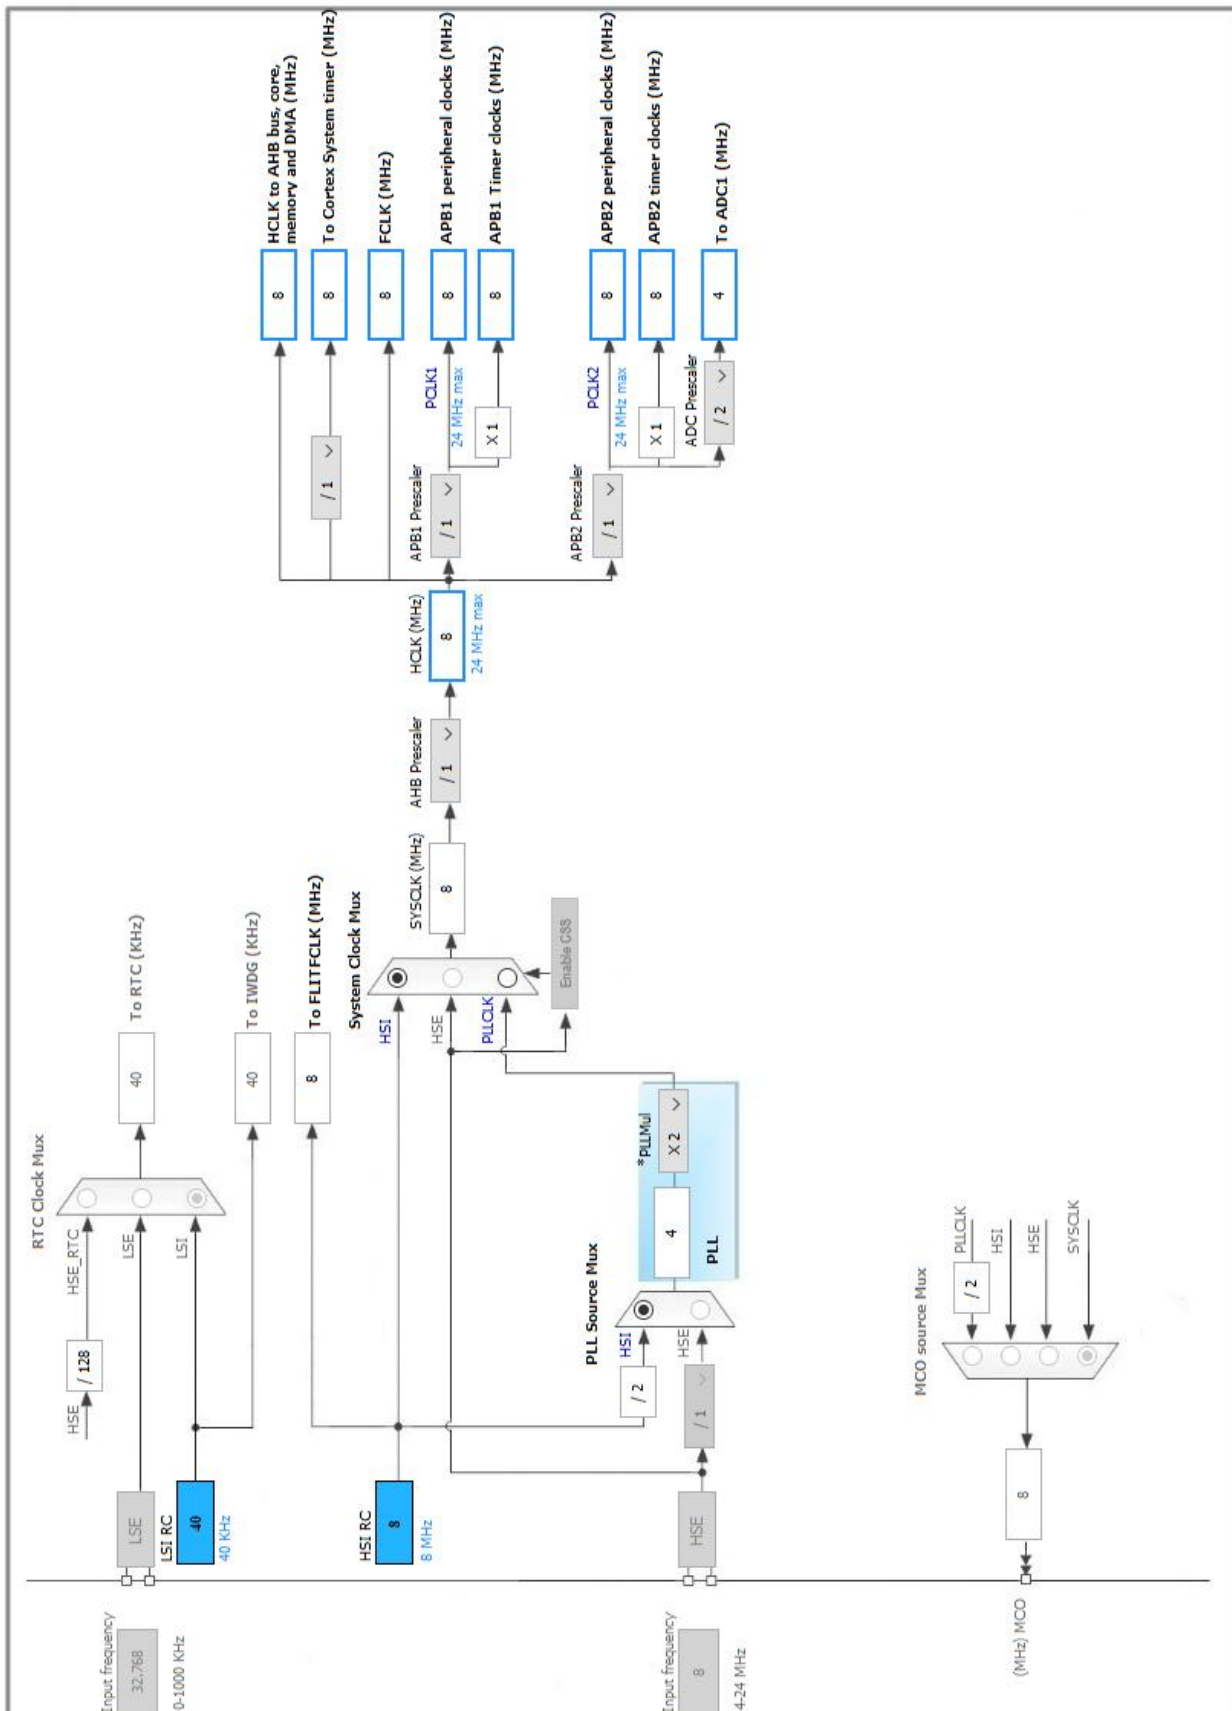 RTC Clock Mux
HSE
/ 128
HSE_RTC
Input frequency
32.768
0-1000 KHz
LSE
LSE
40
To RTC (KHz)
LSI RC
40
40 KHz
LSI
40
To IWDG (KHz)
8
To FLITFCLK (MHz)
HSI RC
8
8 MHz
System Clock Mux
HSI
HSE
PLLCLK
SYSCLK (MHz)
8
AHB Prescaler
/ 1
HCLK (MHz)
8
24 MHz max
Enable CSS
HCLK to AHB bus, core,
memory and DMA (MHz)
8
/ 1
8
To Cortex System timer (MHz)
8
FCLK (MHz)
APB1 Prescaler
/ 1
PCLK1
24 MHz max
8
APB1 peripheral clocks (MHz)
X 1
8
APB1 Timer clocks (MHz)
APB2 Prescaler
/ 1
PCLK2
24 MHz max
8
APB2 peripheral clocks (MHz)
X 1
8
APB2 timer clocks (MHz)
ADC Prescaler
/ 2
4
To ADC1 (MHz)
PLL Source Mux
/ 2
HSI
4
*PLLMul
X 2
PLL
Input frequency
8
4-24 MHz
HSE
/ 1
HSE
MCO source Mux
(MHz) MCO
8
/ 2
PLLCLK
HSI
HSE
SYSCLK